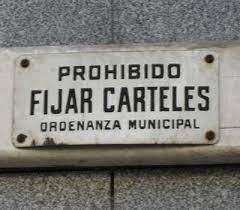 PROHIBIDO
FIJAR CARTELES
ORDENANZA MUNICIPAL